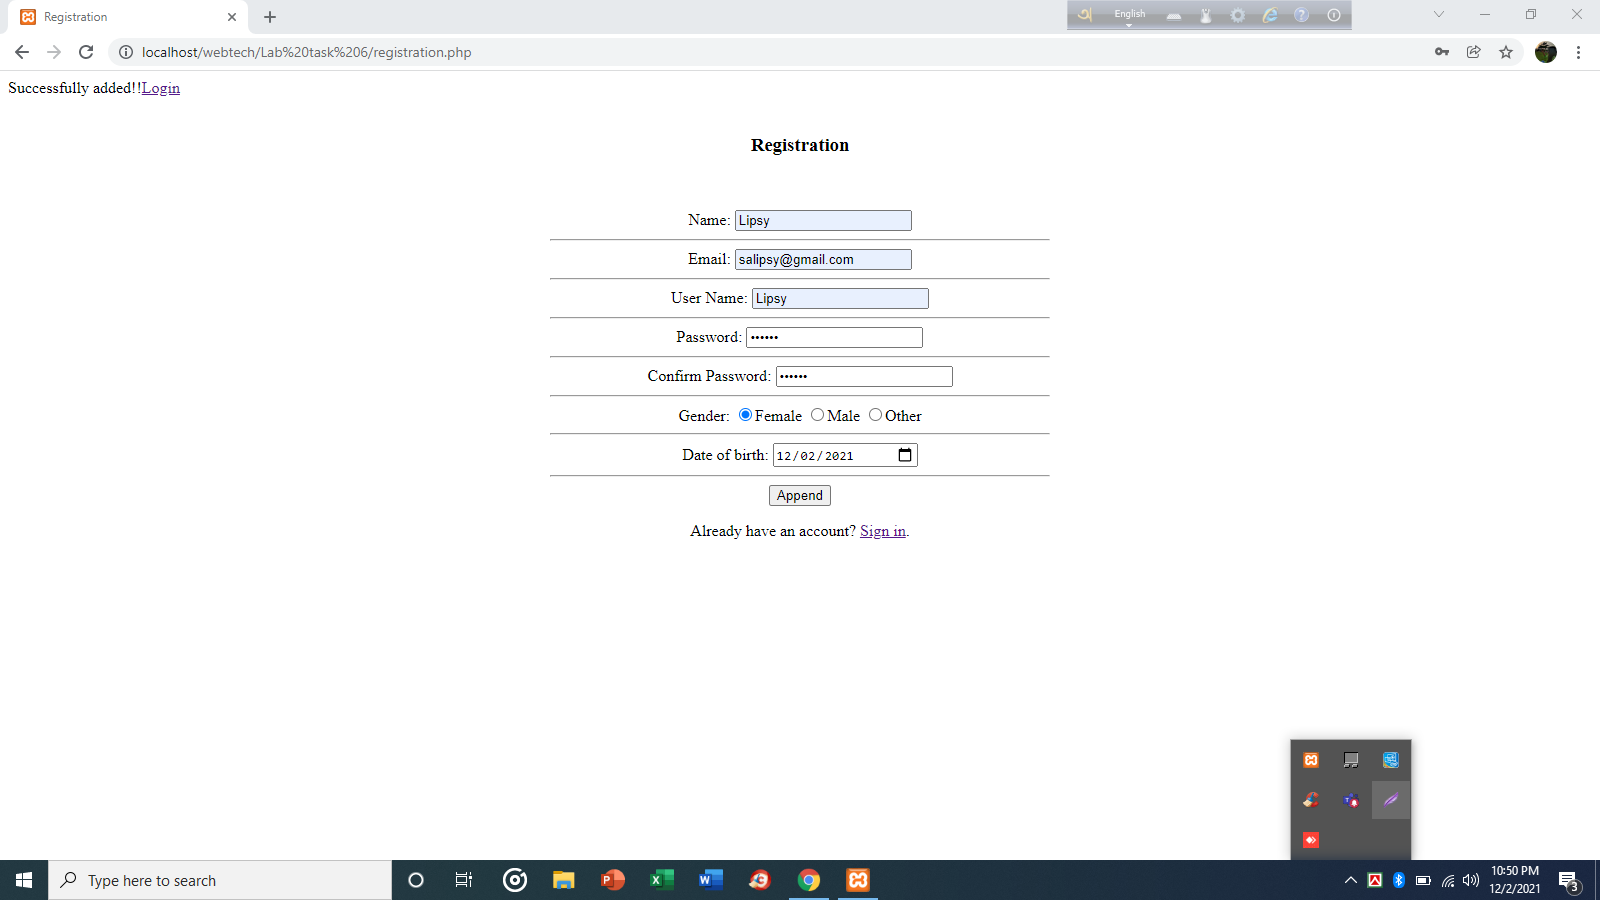 Registration
English
localhost/webtech/Lab%20task%206/registration.php
Successfully added!!Login
Registration
Name: Lipsy
Email: salipsy@gmail.com
User Name: Lipsy
Password: ••••••
Confirm Password: ••••••
Gender: Female Male Other
Date of birth: 12/02/2021
Append
Already have an account? Sign in.
Type here to search
10:50 PM
12/2/2021
3